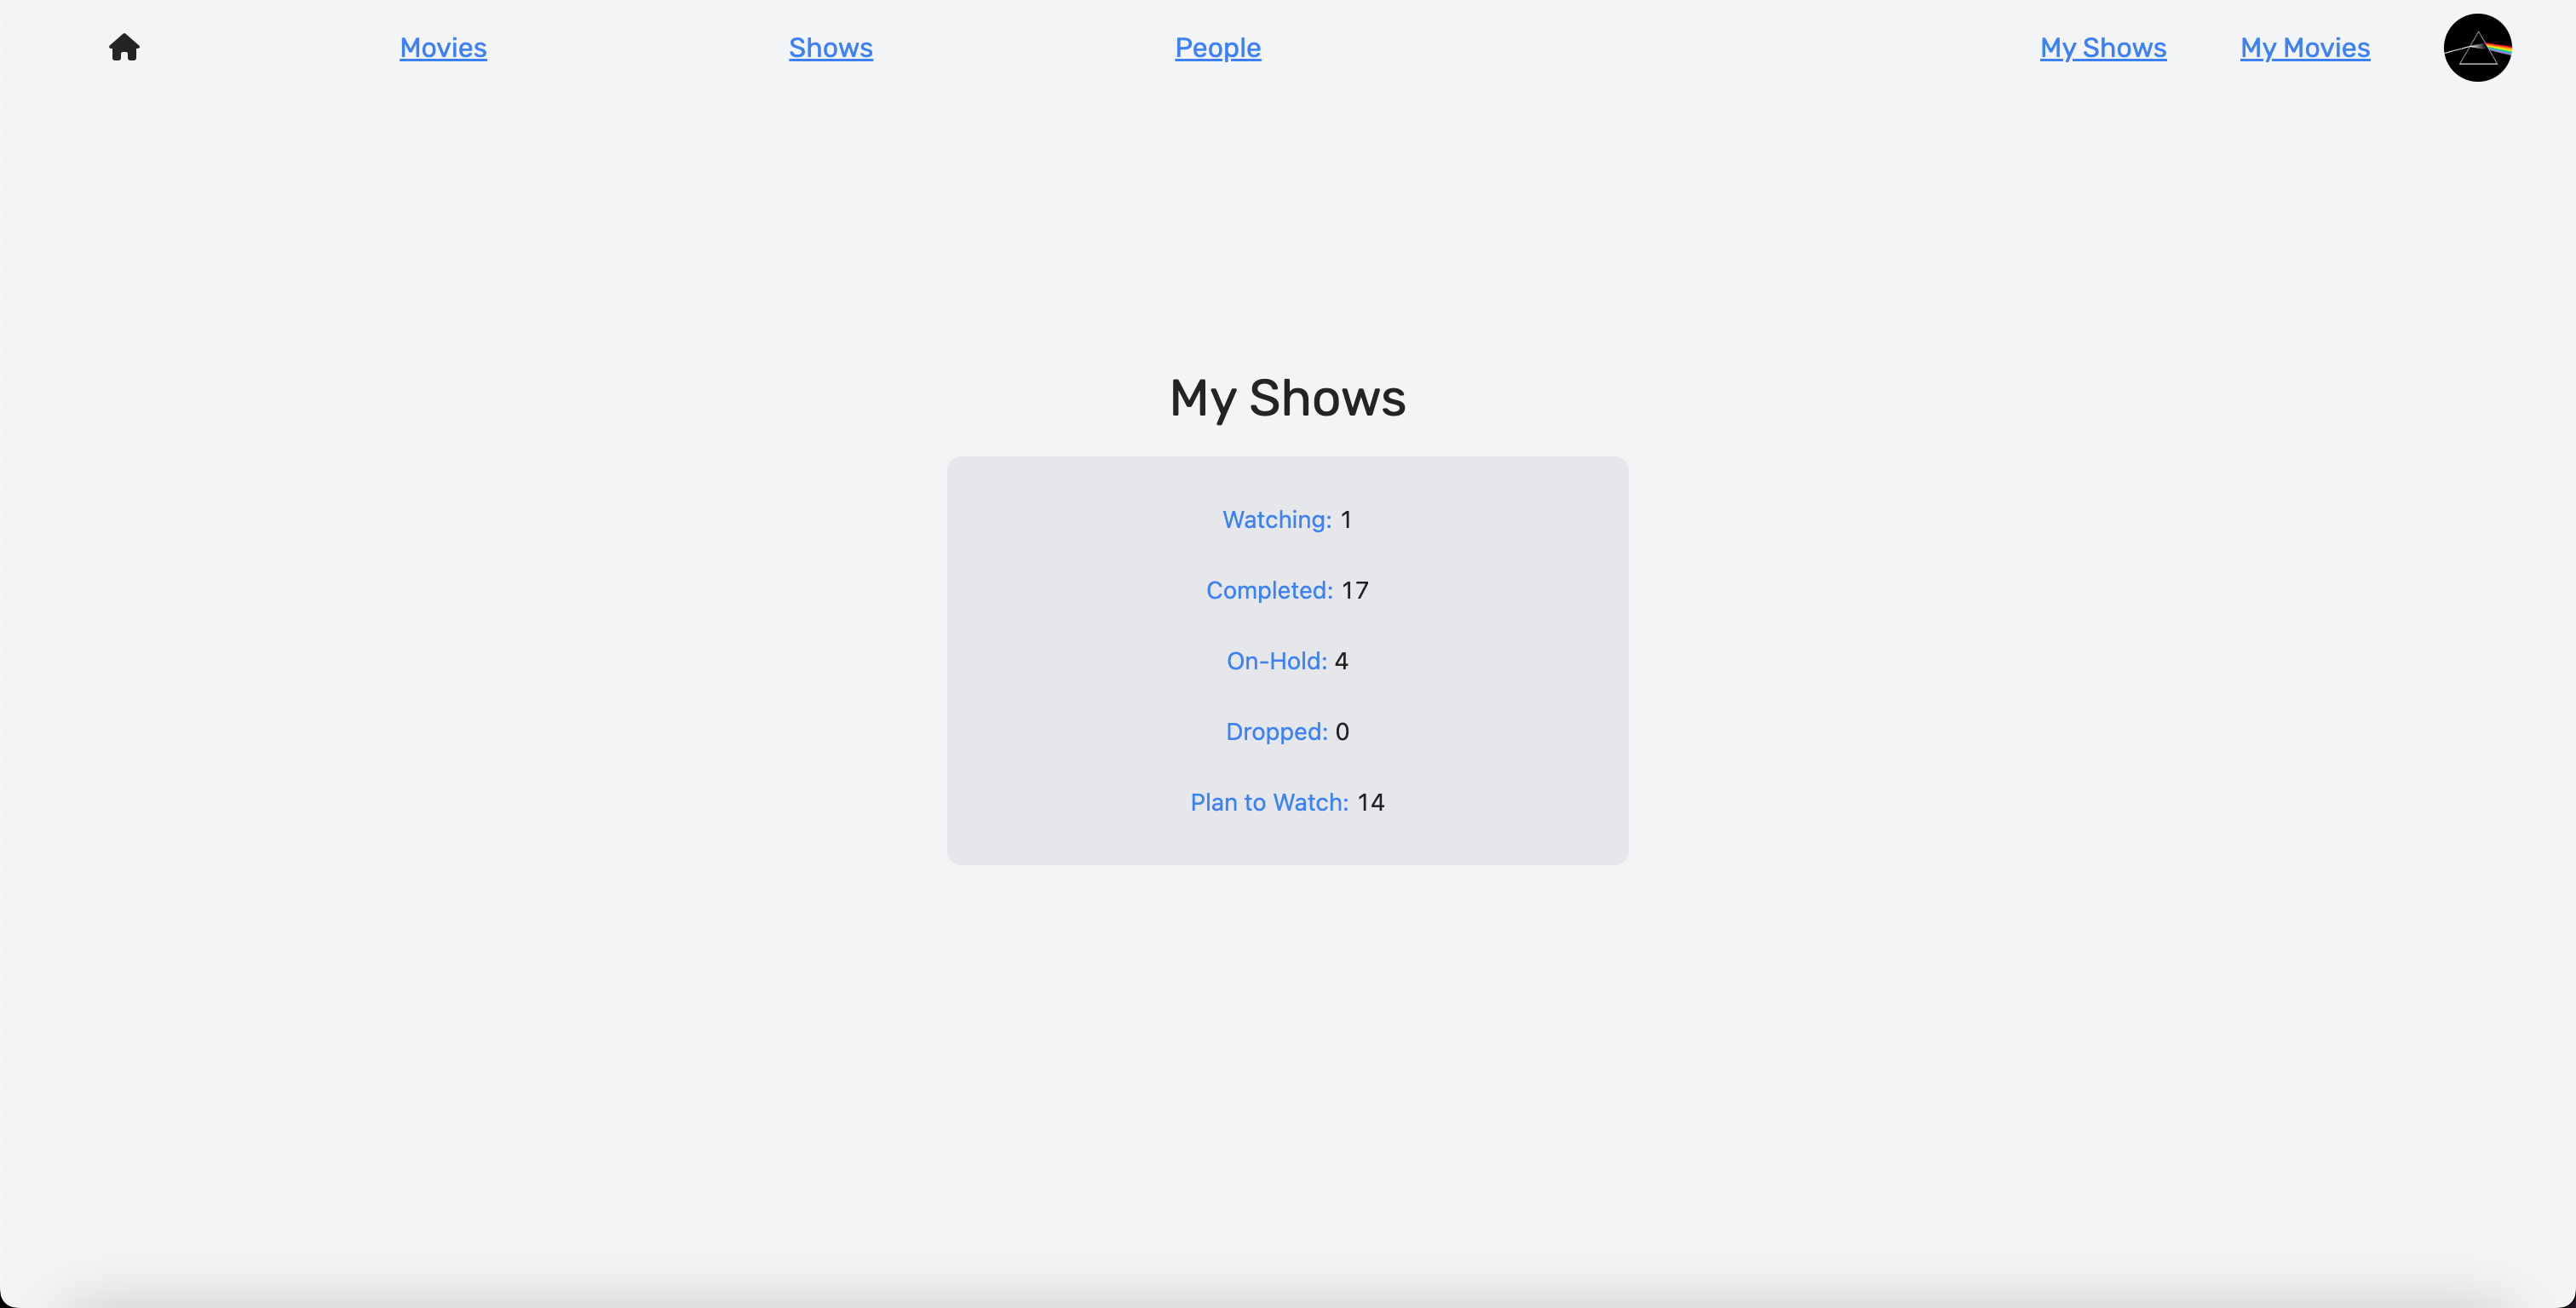 Movies Shows People My Shows My Movies
My Shows
Watching: 1
Completed: 17
On-Hold: 4
Dropped: 0
Plan to Watch: 14